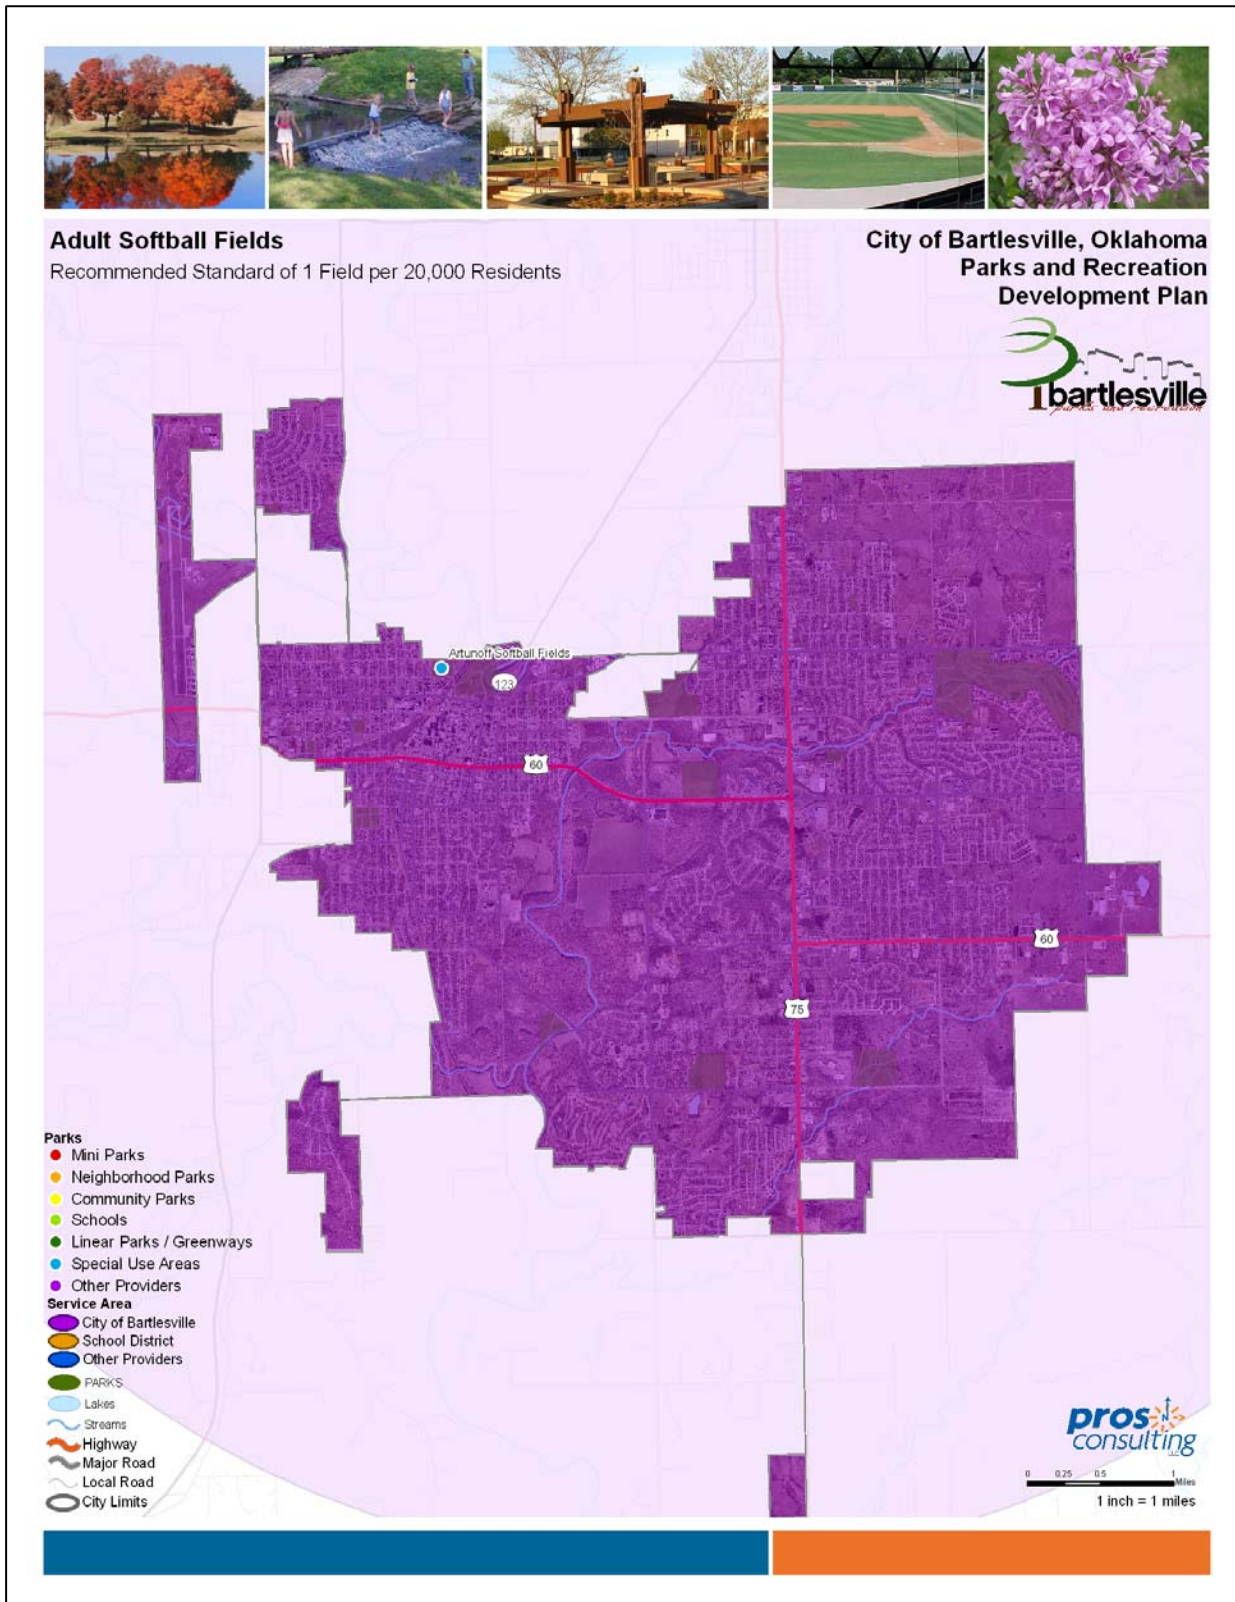 Adult Softball Fields
Recommended Standard of 1 Field per 20,000 Residents
City of Bartlesville, Oklahoma
Parks and Recreation
Development Plan
bartlesville
parks and recreation
Artunoff Softball Fields
123
60
60
75
Parks
Mini Parks
Neighborhood Parks
Community Parks
Schools
Linear Parks / Greenways
Special Use Areas
Other Providers
Service Area
City of Bartlesville
School District
Other Providers
PARKS
Lakes
Streams
Highway
Major Road
Local Road
City Limits
N
pros
consulting
LLC
0 0.25 0.5 1
Miles
1 inch = 1 miles